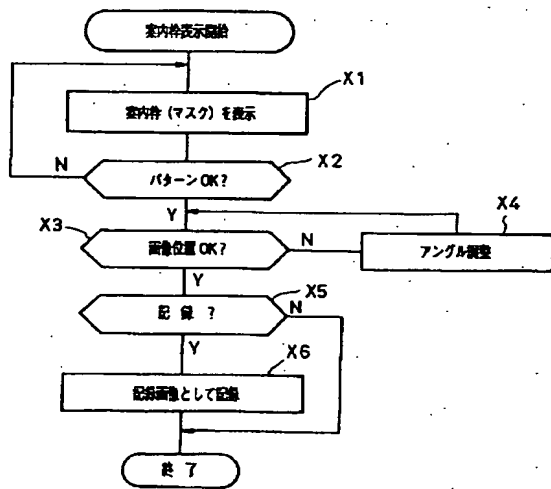 案内枠表示開始
X1
案内枠(マスク)を表示
X2
N
パターンOK?
Y
X3
X4
画像位置OK?
N
アングル調整
Y
X5
記録?
N
Y
X6
記録画像として記録
終了